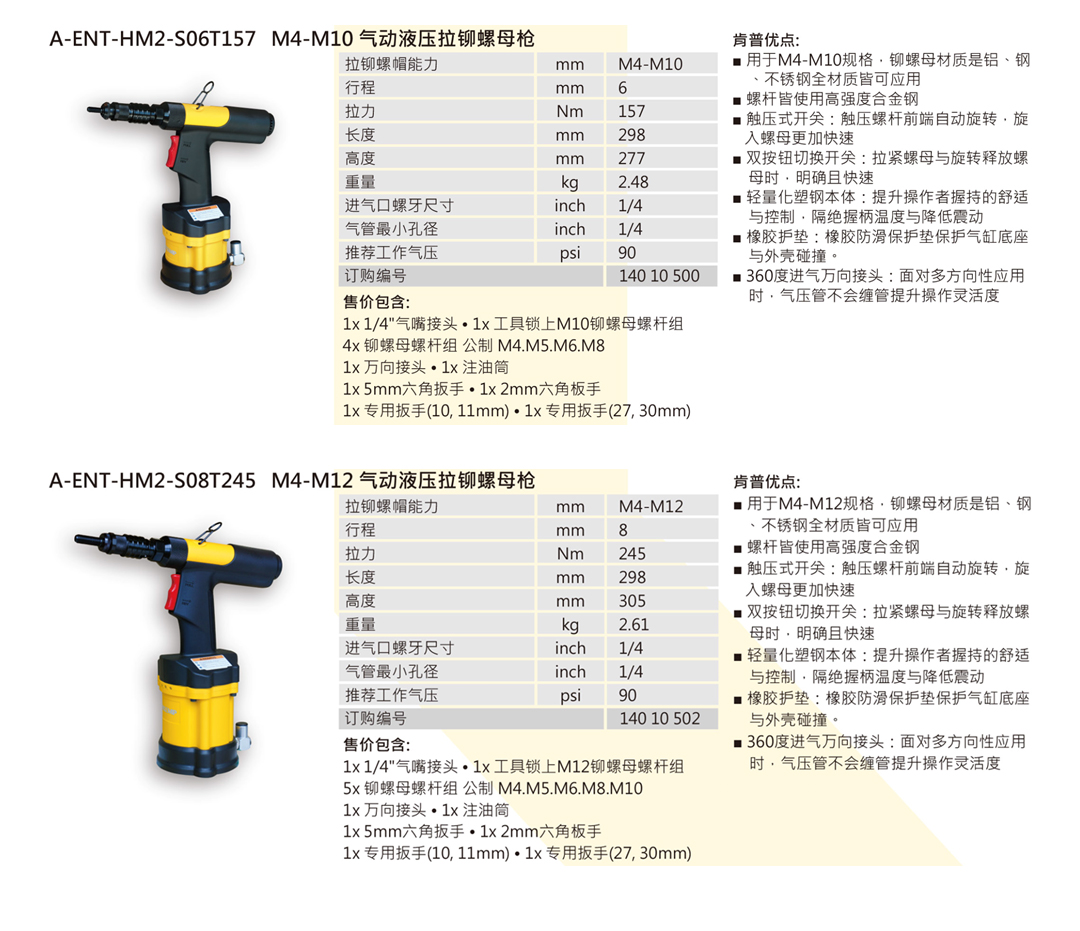 A-ENT-HM2-S06T157 M4-M10 气动液压拉铆螺母枪
拉铆螺帽能力 mm M4-M10
行程 mm 6
拉力 Nm 157
长度 mm 298
高度 mm 277
重量 kg 2.48
进气口螺牙尺寸 inch 1/4
气管最小孔径 inch 1/4
推荐工作气压 psi 90
订购编号 140 10 500
售价包含:
1x 1/4"气嘴接头 • 1x 工具锁上M10铆螺母螺杆组
4x 铆螺母螺杆组 公制 M4.M5.M6.M8
1x 万向接头 • 1x 注油筒
1x 5mm六角扳手 • 1x 2mm六角板手
1x 专用扳手(10, 11mm) • 1x 专用扳手(27, 30mm)
肯普优点:
■ 用于M4-M10规格，铆螺母材质是铝、钢
、不锈钢全材质皆可应用
■ 螺杆皆使用高强度合金钢
■ 触压式开关：触压螺杆前端自动旋转，旋
入螺母更加快速
■ 双按钮切换开关：拉紧螺母与旋转释放螺
母时，明确且快速
■ 轻量化塑钢本体：提升操作者握持的舒适
与控制，隔绝握柄温度与降低震动
■ 橡胶护垫：橡胶防滑保护垫保护气缸底座
与外壳碰撞。
■ 360度进气万向接头：面对多方向性应用
时，气压管不会缠管提升操作灵活度
A-ENT-HM2-S08T245 M4-M12 气动液压拉铆螺母枪
拉铆螺帽能力 mm M4-M12
行程 mm 8
拉力 Nm 245
长度 mm 298
高度 mm 305
重量 kg 2.61
进气口螺牙尺寸 inch 1/4
气管最小孔径 inch 1/4
推荐工作气压 psi 90
订购编号 140 10 502
售价包含:
1x 1/4"气嘴接头 • 1x 工具锁上M12铆螺母螺杆组
5x 铆螺母螺杆组 公制 M4.M5.M6.M8.M10
1x 万向接头 • 1x 注油筒
1x 5mm六角扳手 • 1x 2mm六角板手
1x 专用扳手(10, 11mm) • 1x 专用扳手(27, 30mm)
肯普优点:
■ 用于M4-M12规格，铆螺母材质是铝、钢
、不锈钢全材质皆可应用
■ 螺杆皆使用高强度合金钢
■ 触压式开关：触压螺杆前端自动旋转，旋
入螺母更加快速
■ 双按钮切换开关：拉紧螺母与旋转释放螺
母时，明确且快速
■ 轻量化塑钢本体：提升操作者握持的舒适
与控制，隔绝握柄温度与降低震动
■ 橡胶护垫：橡胶防滑保护垫保护气缸底座
与外壳碰撞。
■ 360度进气万向接头：面对多方向性应用
时，气压管不会缠管提升操作灵活度